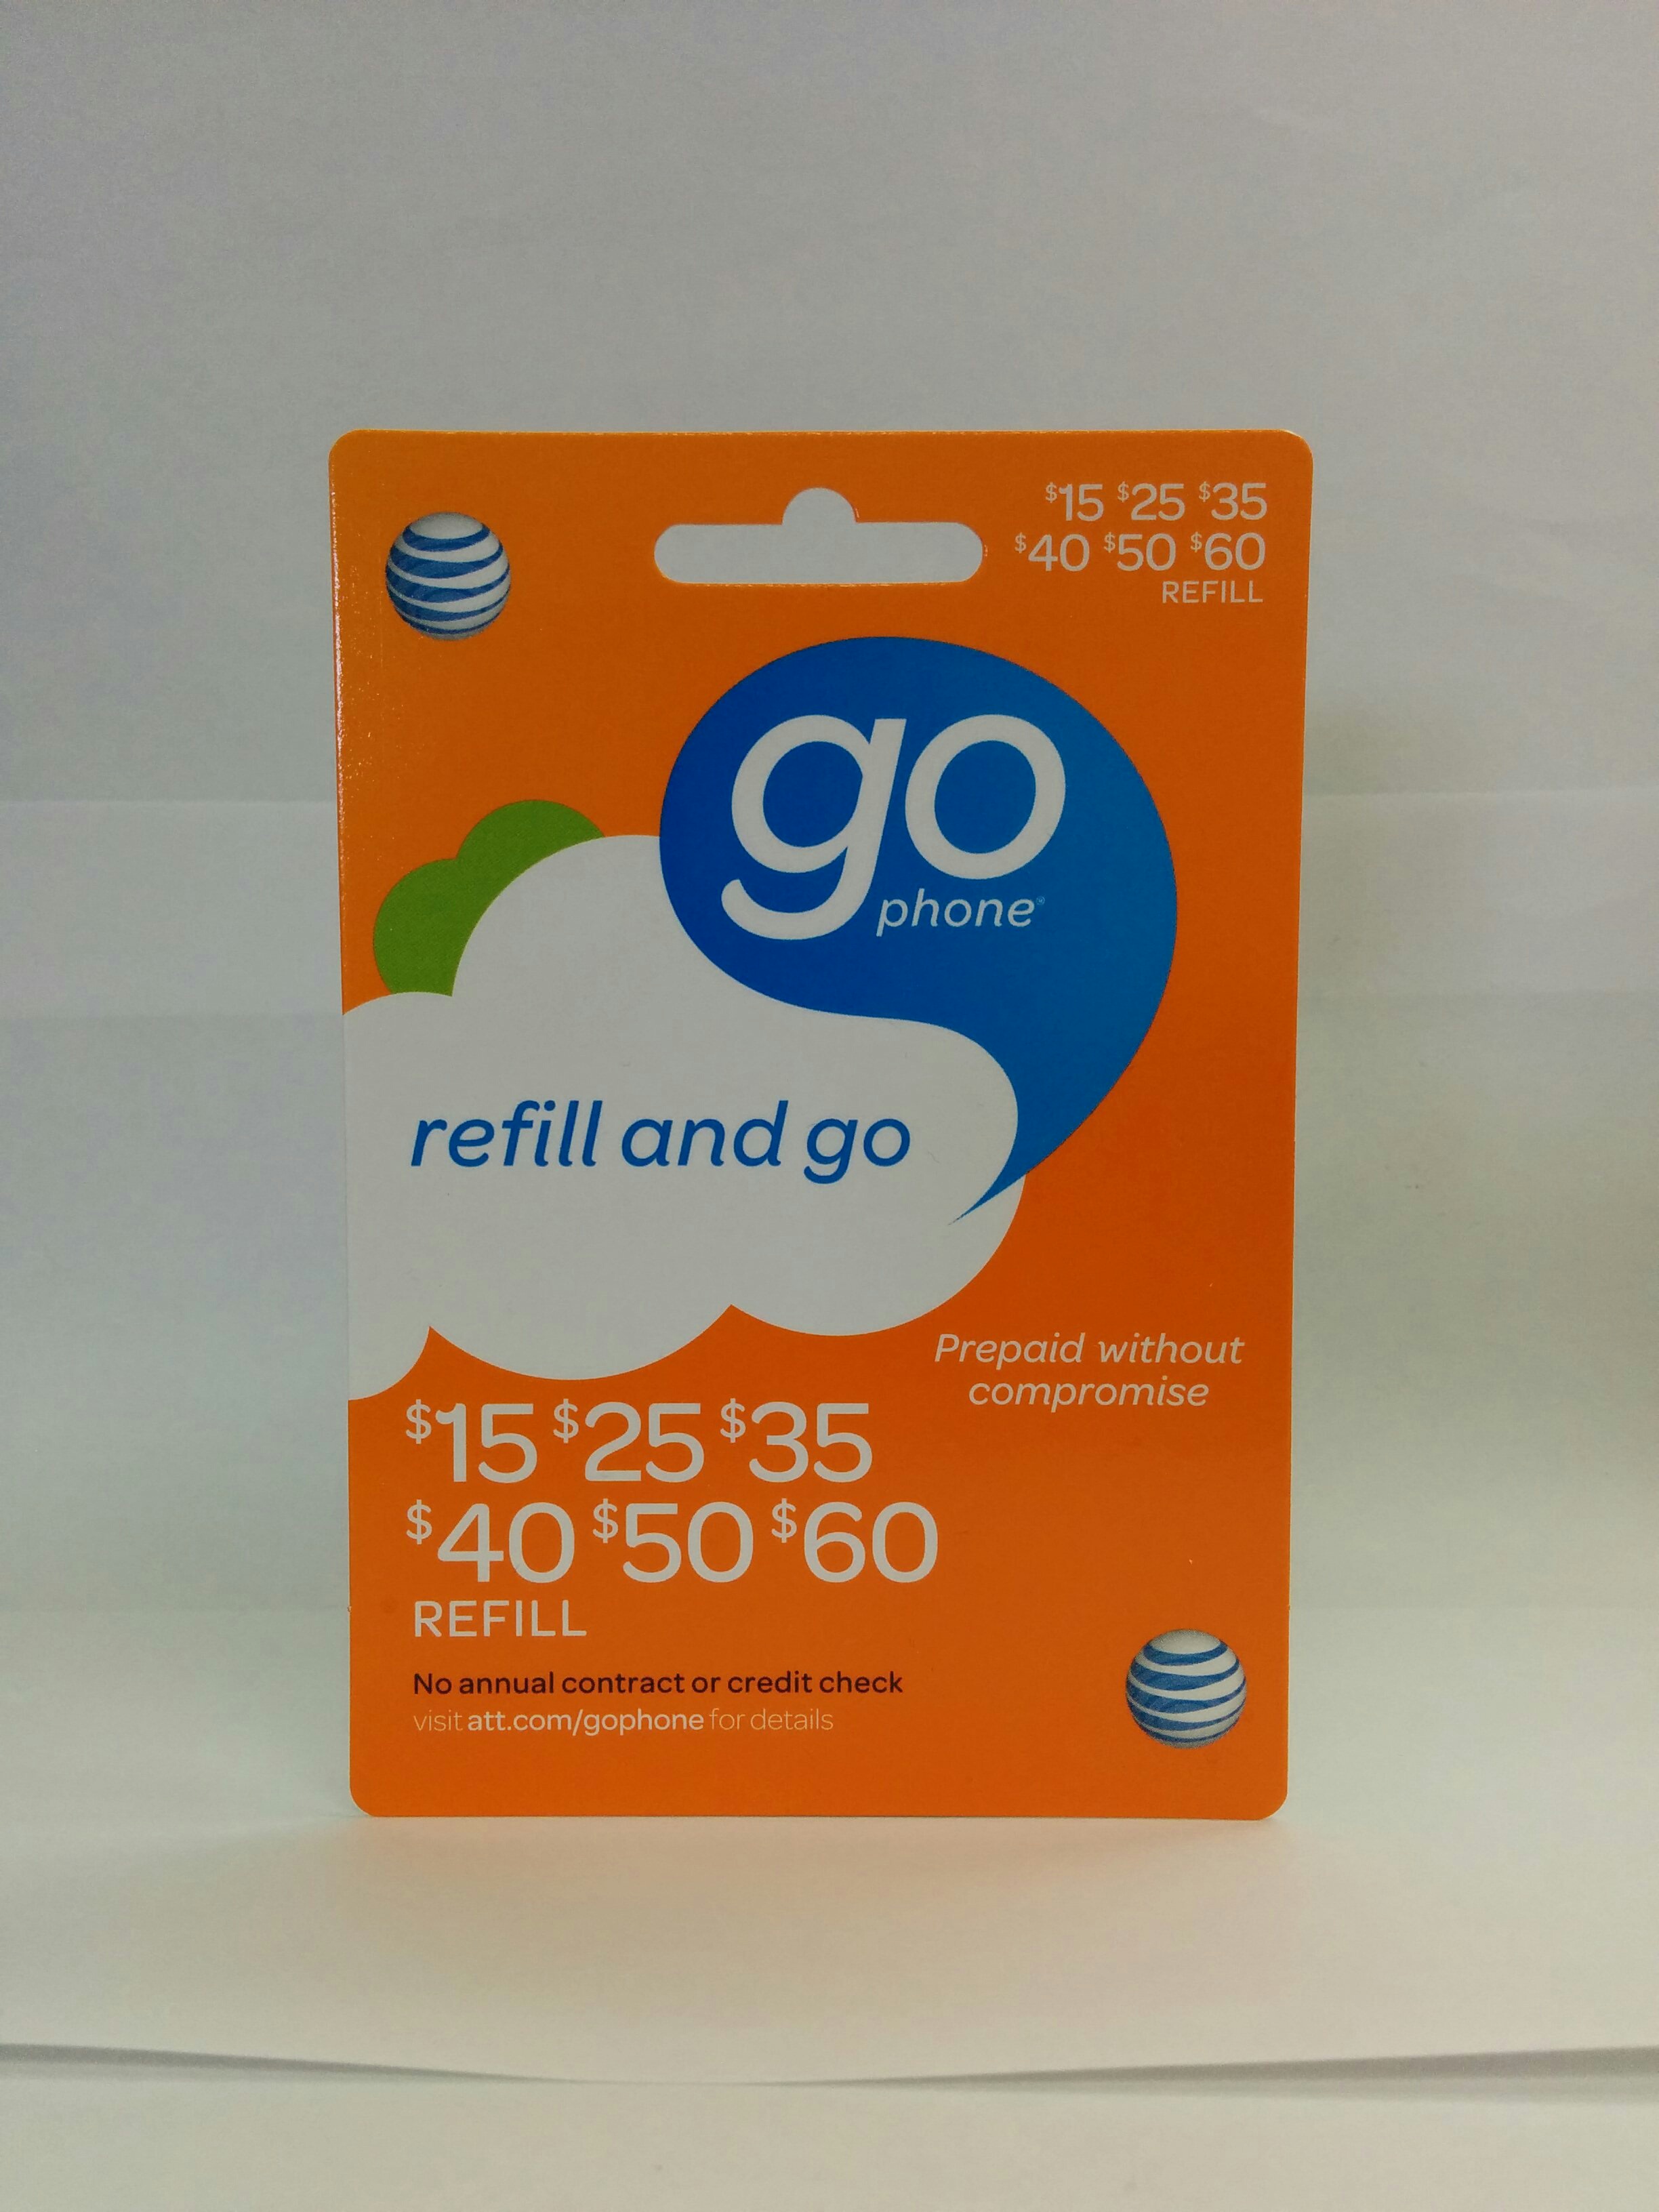 $15 $25 $35
$40 $50 $60
REFILL
go
phone®
refill and go
Prepaid without
compromise
$15 $25 $35
$40 $50 $60
REFILL
No annual contract or credit check
visit att.com/gophone for details